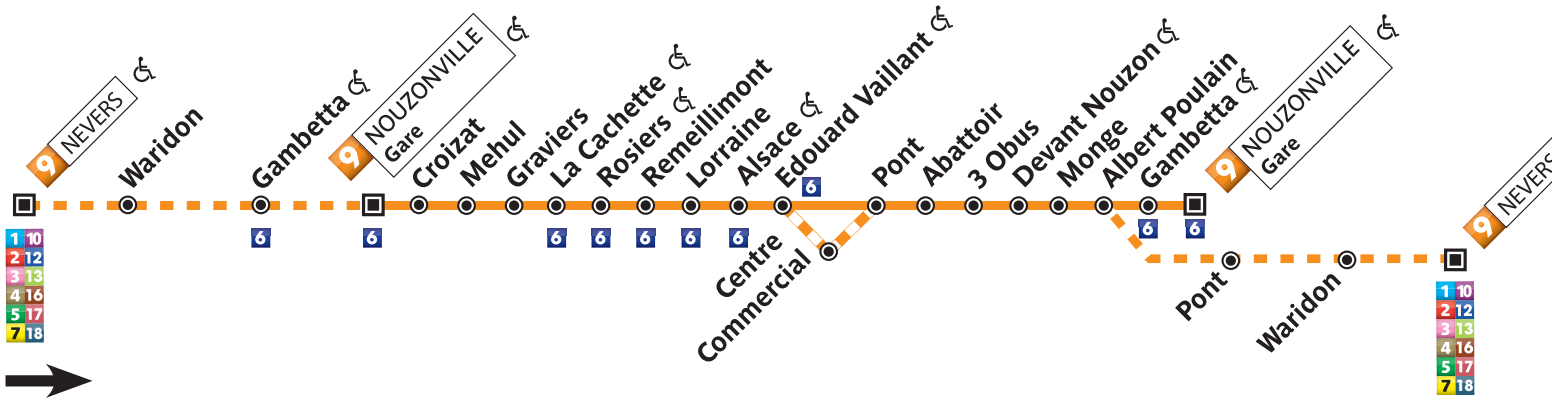 9 NEVERS
Waridon
Gambetta
9 NOUZONVILLE
Gare
Croizat
Mehul
Graviers
La Cachette
Rosiers
Remeillimont
Lorraine
Alsace
Edouard Vaillant
Centre
Commercial
Pont
Abattoir
3 Obus
Devant Nouzon
Monge
Albert Poulain
Gambetta
9 NOUZONVILLE
Gare
Pont
Waridon
9 NEVERS
6
6
6
6
6
6
6
6
6
6
1 10
2 12
3 13
4 16
5 17
7 18
1 10
2 12
3 13
4 16
5 17
7 18